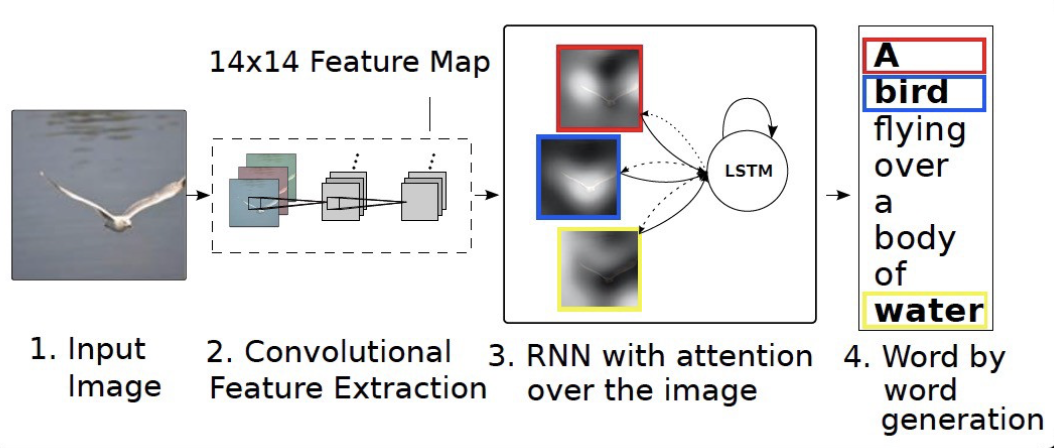 14x14 Feature Map
LSTM
A
bird
flying
over
a
body
of
water
1. Input
Image
2. Convolutional
Feature Extraction
3. RNN with attention
over the image
4. Word by
word
generation